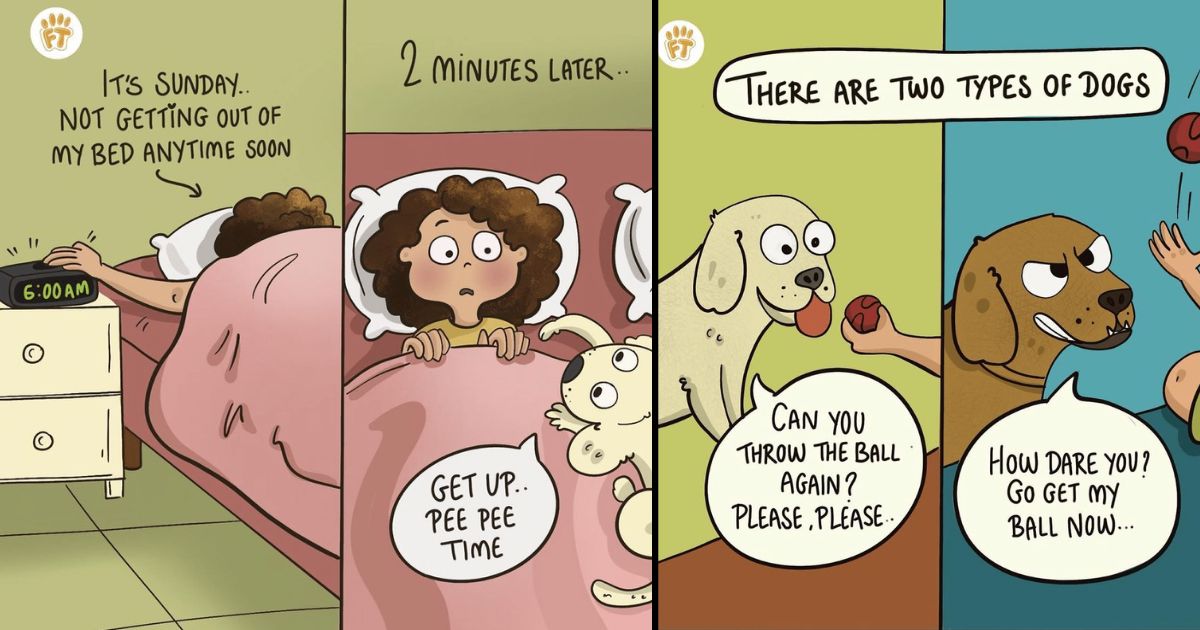 FT
IT'S SUNDAY..
NOT GETTING OUT OF
MY BED ANYTIME SOON
6:00 AM
2 MINUTES LATER..
GET UP..
PEE PEE
TIME
FT
THERE ARE TWO TYPES OF DOGS
CAN YOU
THROW THE BALL
AGAIN?
PLEASE, PLEASE..
HOW DARE YOU?
GO GET MY
BALL NOW...